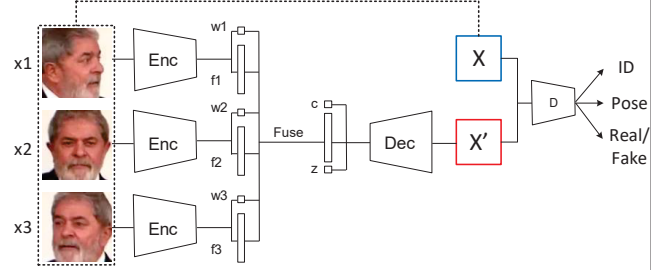 x1
Enc
w1
f1
x2
Enc
w2
f2
x3
Enc
w3
f3
Fuse
c
z
Dec
X
X'
D
ID
Pose
Real/
Fake